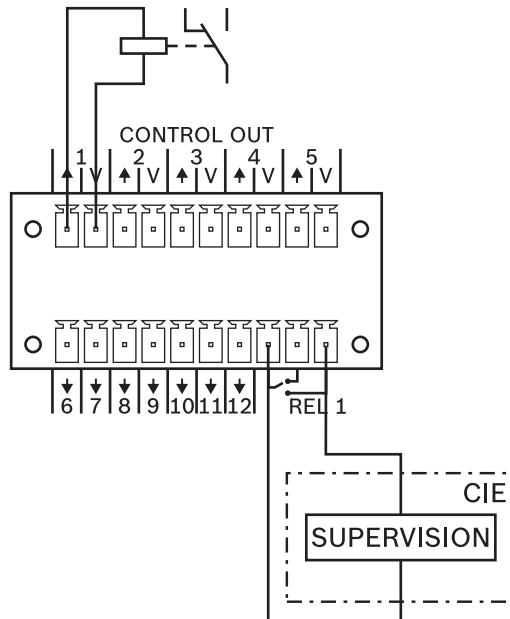 CONTROL OUT
1 2 3 4 5
V V V V V
6 7 8 9 10 11 12 REL 1
CIE
SUPERVISION